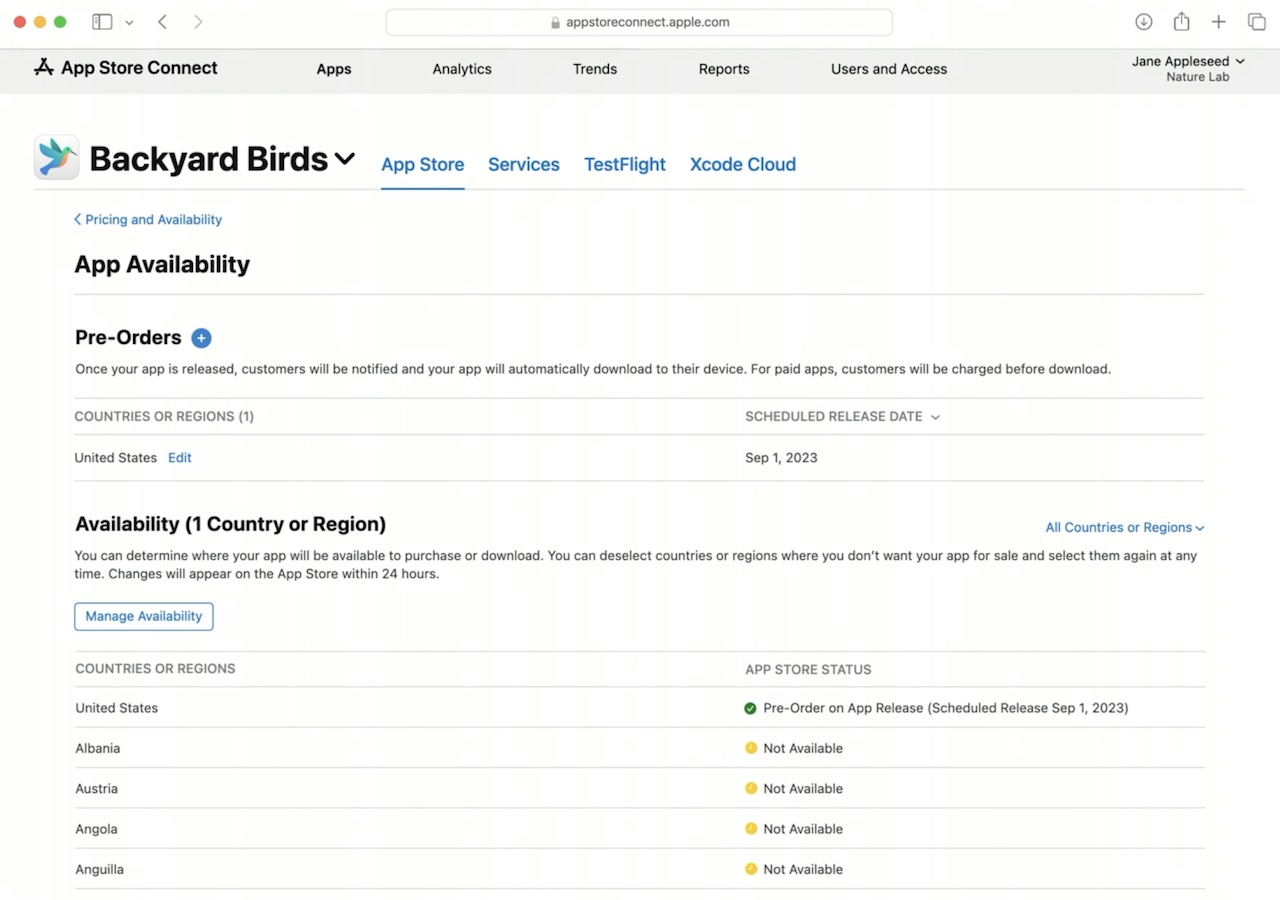 appstoreconnect.apple.com
App Store Connect
Apps
Analytics
Trends
Reports
Users and Access
Jane Appleseed
Nature Lab
Backyard Birds
App Store
Services
TestFlight
Xcode Cloud
Pricing and Availability
App Availability
Pre-Orders
Once your app is released, customers will be notified and your app will automatically download to their device. For paid apps, customers will be charged before download.
COUNTRIES OR REGIONS (1)
SCHEDULED RELEASE DATE
United States Edit
Sep 1, 2023
Availability (1 Country or Region)
All Countries or Regions
You can determine where your app will be available to purchase or download. You can deselect countries or regions where you don’t want your app for sale and select them again at any
time. Changes will appear on the App Store within 24 hours.
Manage Availability
COUNTRIES OR REGIONS
APP STORE STATUS
United States
Pre-Order on App Release (Scheduled Release Sep 1, 2023)
Albania
Not Available
Austria
Not Available
Angola
Not Available
Anguilla
Not Available